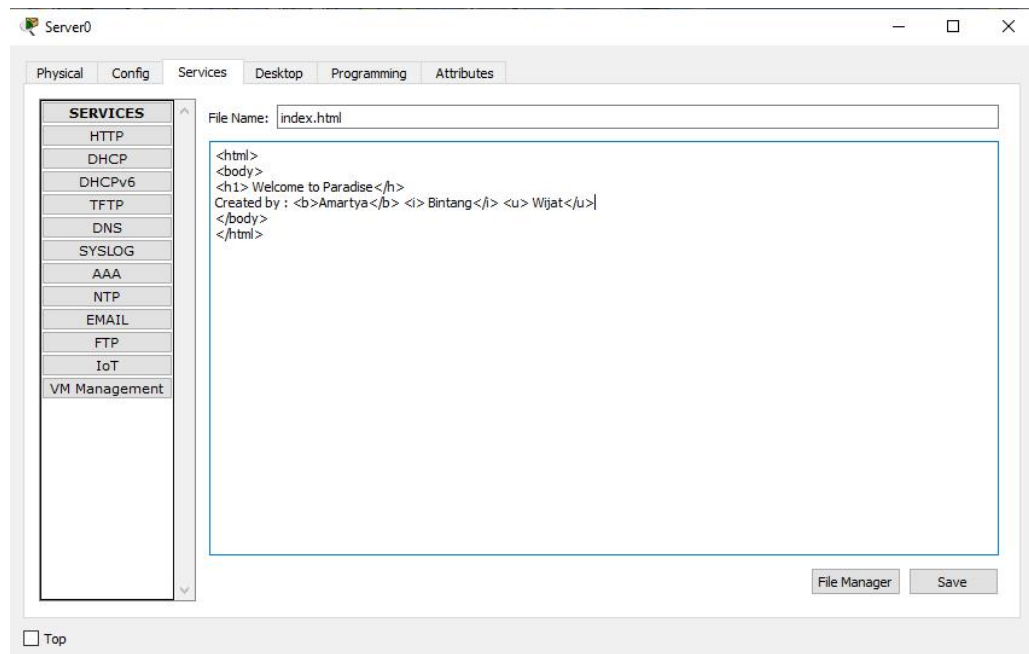 Server0
Physical Config Services Desktop Programming Attributes
SERVICES
HTTP
DHCP
DHCPv6
TFTP
DNS
SYSLOG
AAA
NTP
EMAIL
FTP
IoT
VM Management
File Name: index.html
<html>
<body>
<h1> Welcome to Paradise</h>
Created by : <b>Amartya</b> <i> Bintang</i> <u> Wijat</u>
</body>
</html>
File Manager Save
Top